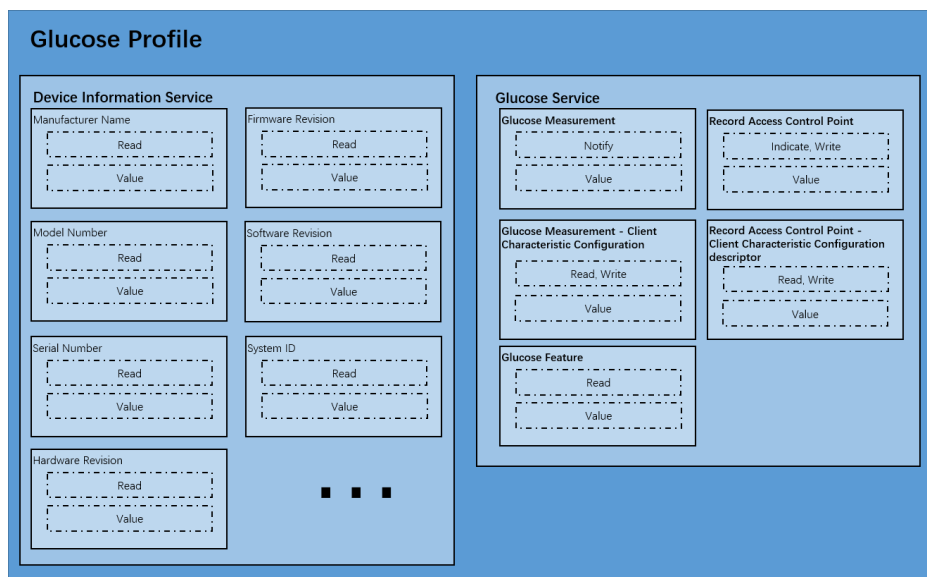 Glucose Profile
Device Information Service
Manufacturer Name
Read
Value
Firmware Revision
Read
Value
Model Number
Read
Value
Software Revision
Read
Value
Serial Number
Read
Value
System ID
Read
Value
Hardware Revision
Read
Value
Glucose Service
Glucose Measurement
Notify
Value
Record Access Control Point
Indicate, Write
Value
Glucose Measurement - Client
Characteristic Configuration
Read, Write
Value
Record Access Control Point -
Client Characteristic Configuration
descriptor
Read, Write
Value
Glucose Feature
Read
Value